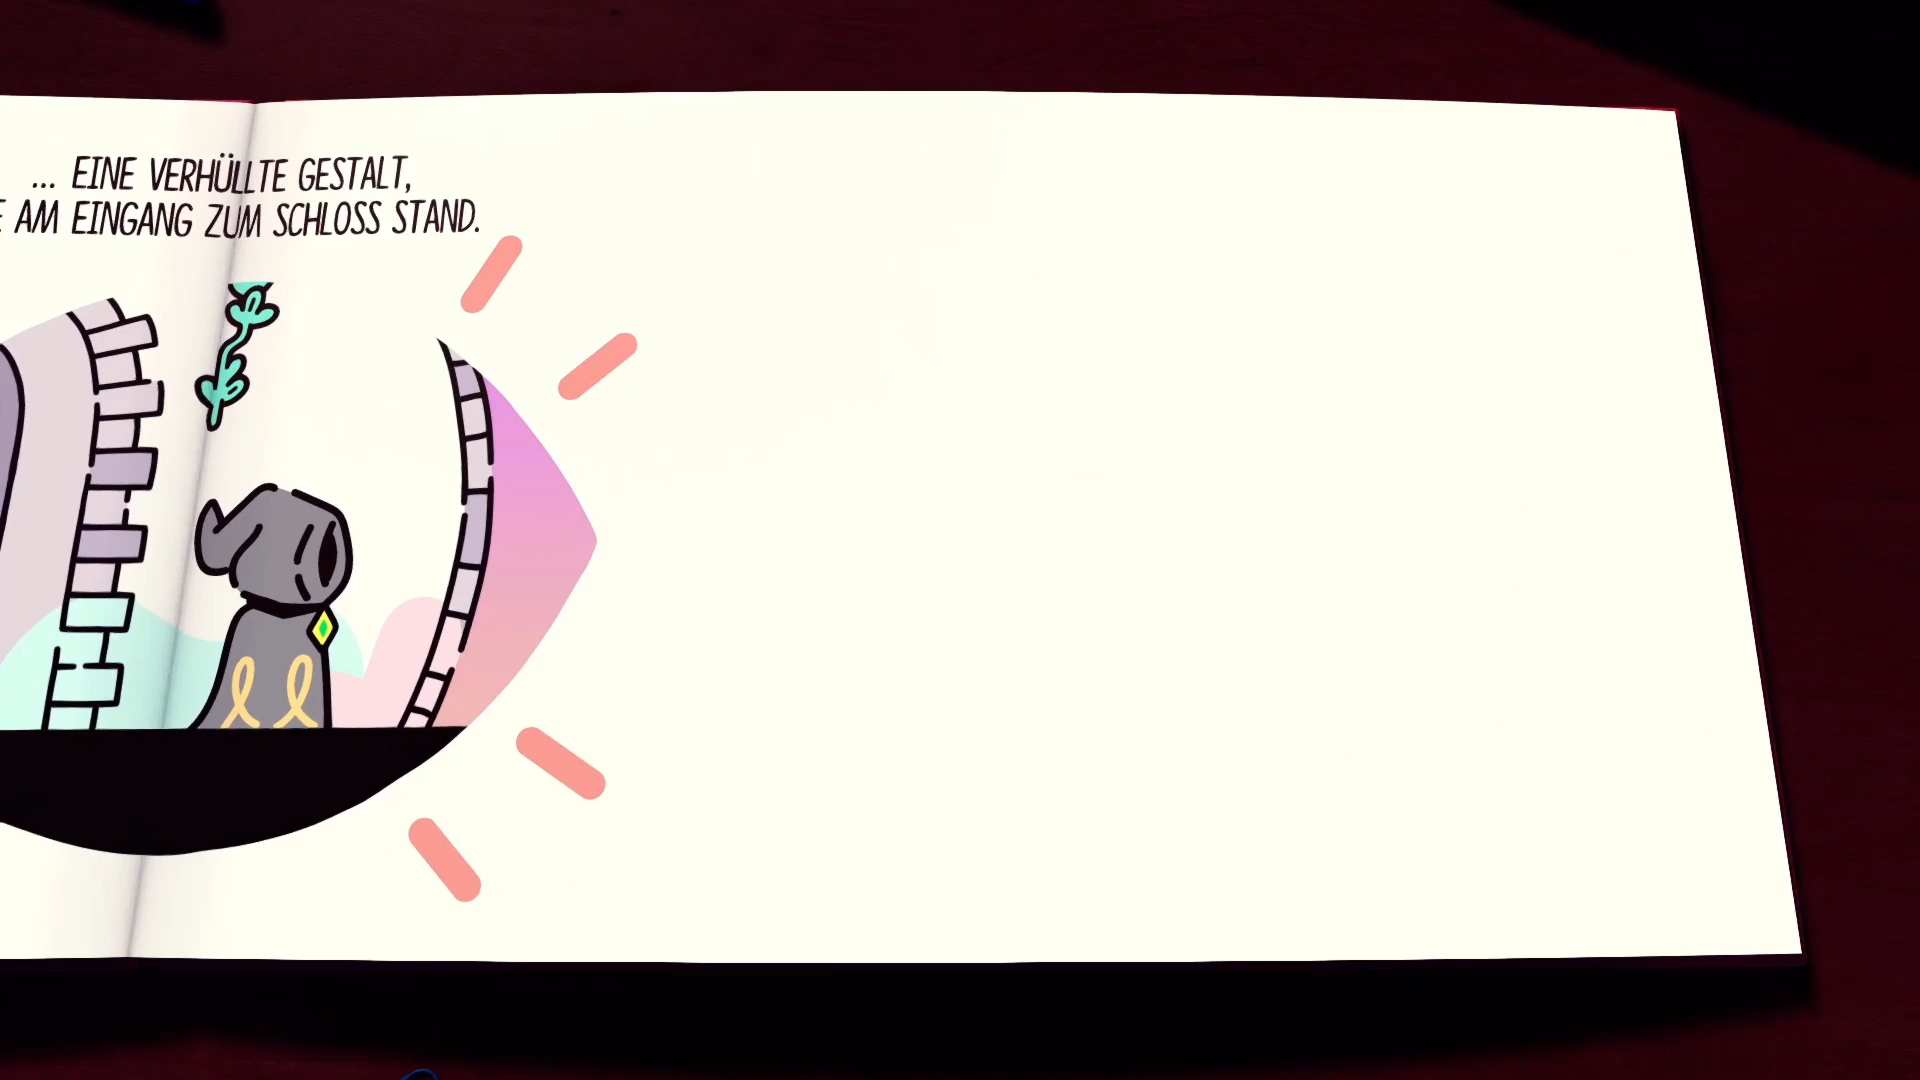 ... EINE VERHÜLLTE GESTALT,
AM EINGANG ZUM SCHLOSS STAND.